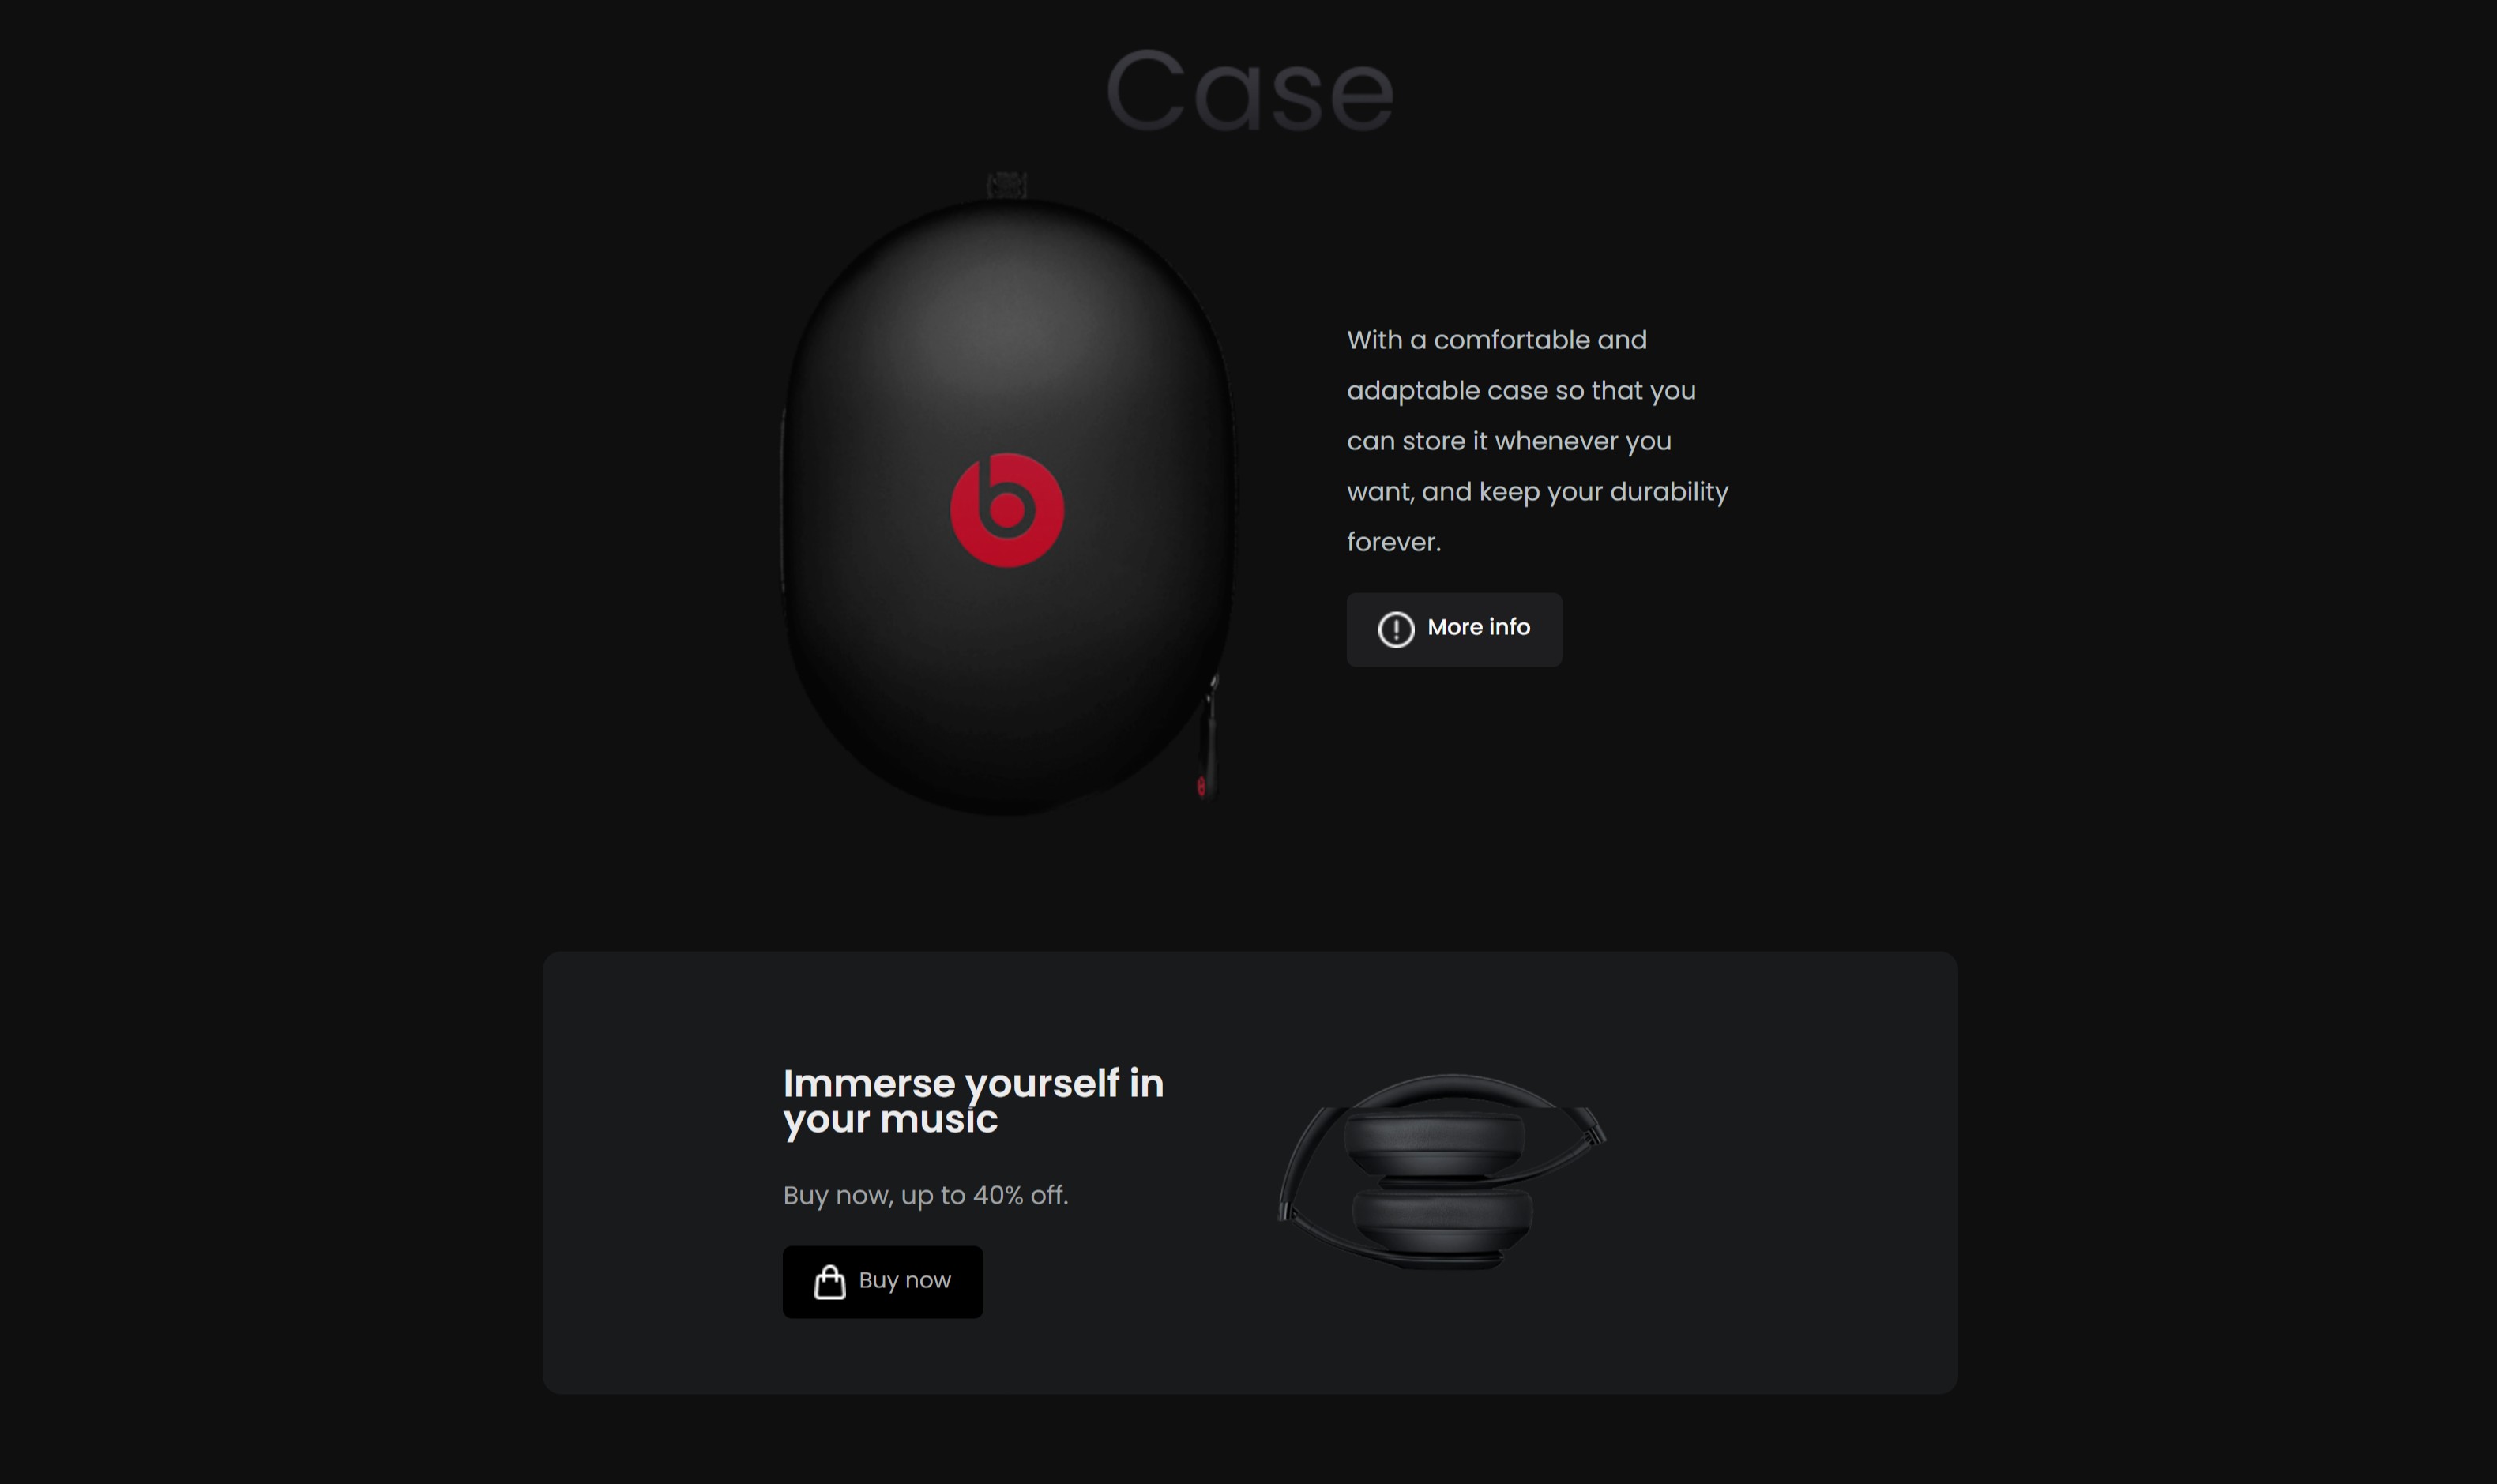 Case
With a comfortable and
adaptable case so that you
can store it whenever you
want, and keep your durability
forever.
More info
Immerse yourself in
your music
Buy now, up to 40% off.
Buy now